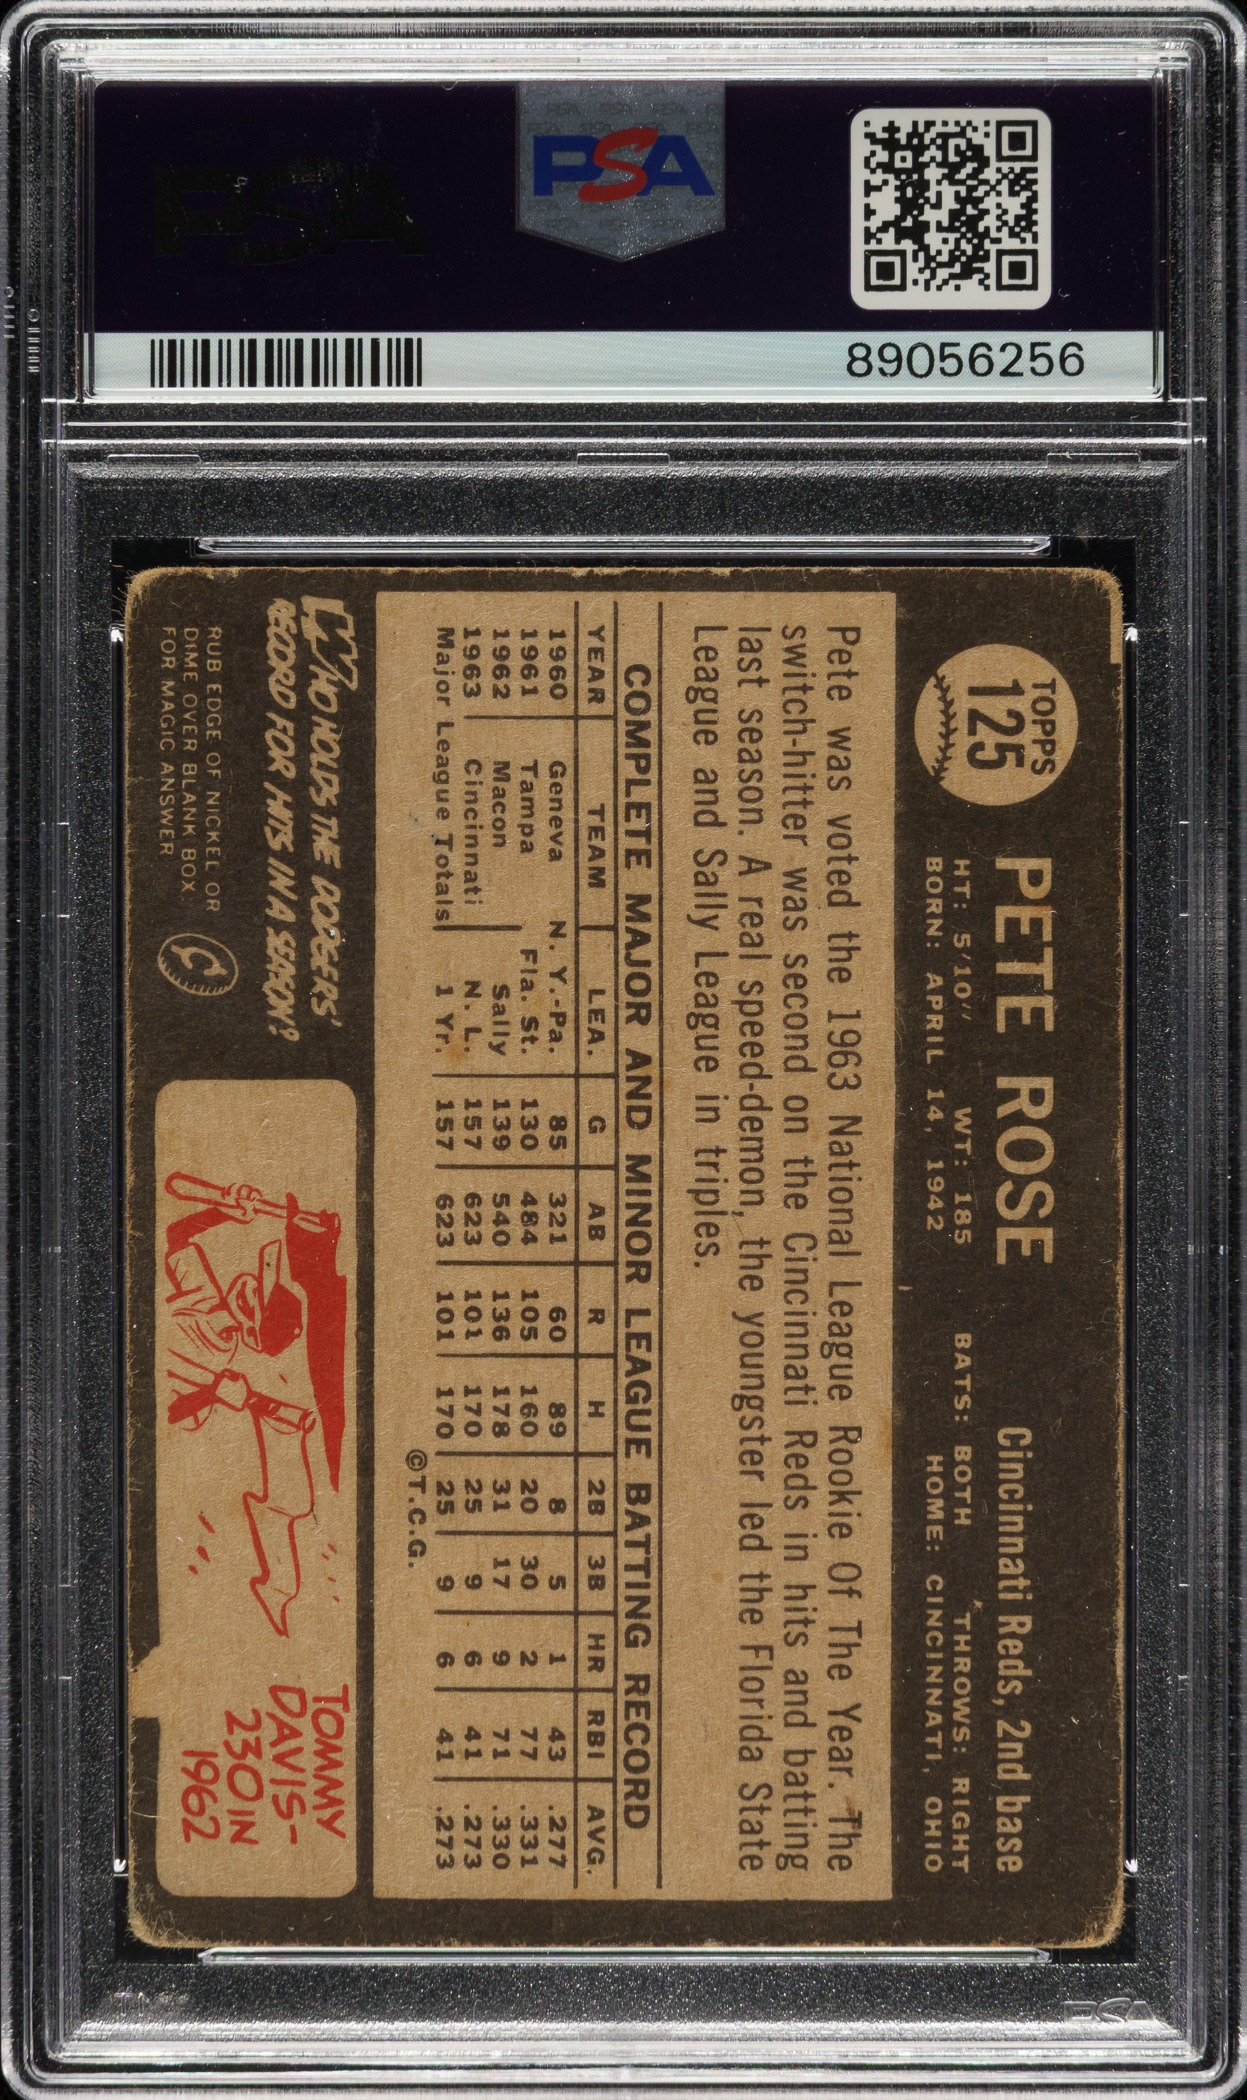 PSA
PSA
89056256
TOPPS
125
PETE ROSE
Cincinnati Reds, 2nd base
HT: 5'10" WT: 185 BATS: BOTH THROWS: RIGHT
BORN: APRIL 14, 1942 HOME: CINCINNATI, OHIO
Pete was voted the 1963 National League Rookie Of The Year. The
switch-hitter was second on the Cincinnati Reds in hits and batting
last season. A real speed-demon, the youngster led the Florida State
League and Sally League in triples.
COMPLETE MAJOR AND MINOR LEAGUE BATTING RECORD
YEAR TEAM LEA. G AB R H 2B 3B HR RBI AVG.
1960 Geneva N. Y.-Pa. 85 321 60 89 8 5 1 43 .277
1961 Tampa Fla. St. 130 484 105 160 20 30 2 77 .331
1962 Macon Sally 139 540 136 178 31 17 9 71 .330
1963 Cincinnati N. L. 157 623 101 170 25 9 6 41 .273
Major League Totals 1 Yr. 157 623 101 170 25 9 6 41 .273
©T.C.G.
WHO HOLDS THE DODGERS'
RECORD FOR HITS IN A SEASON?
RUB EDGE OF NICKEL OR
DIME OVER BLANK BOX
FOR MAGIC ANSWER
TOMMY
DAVIS-
230 IN
1962
PSA